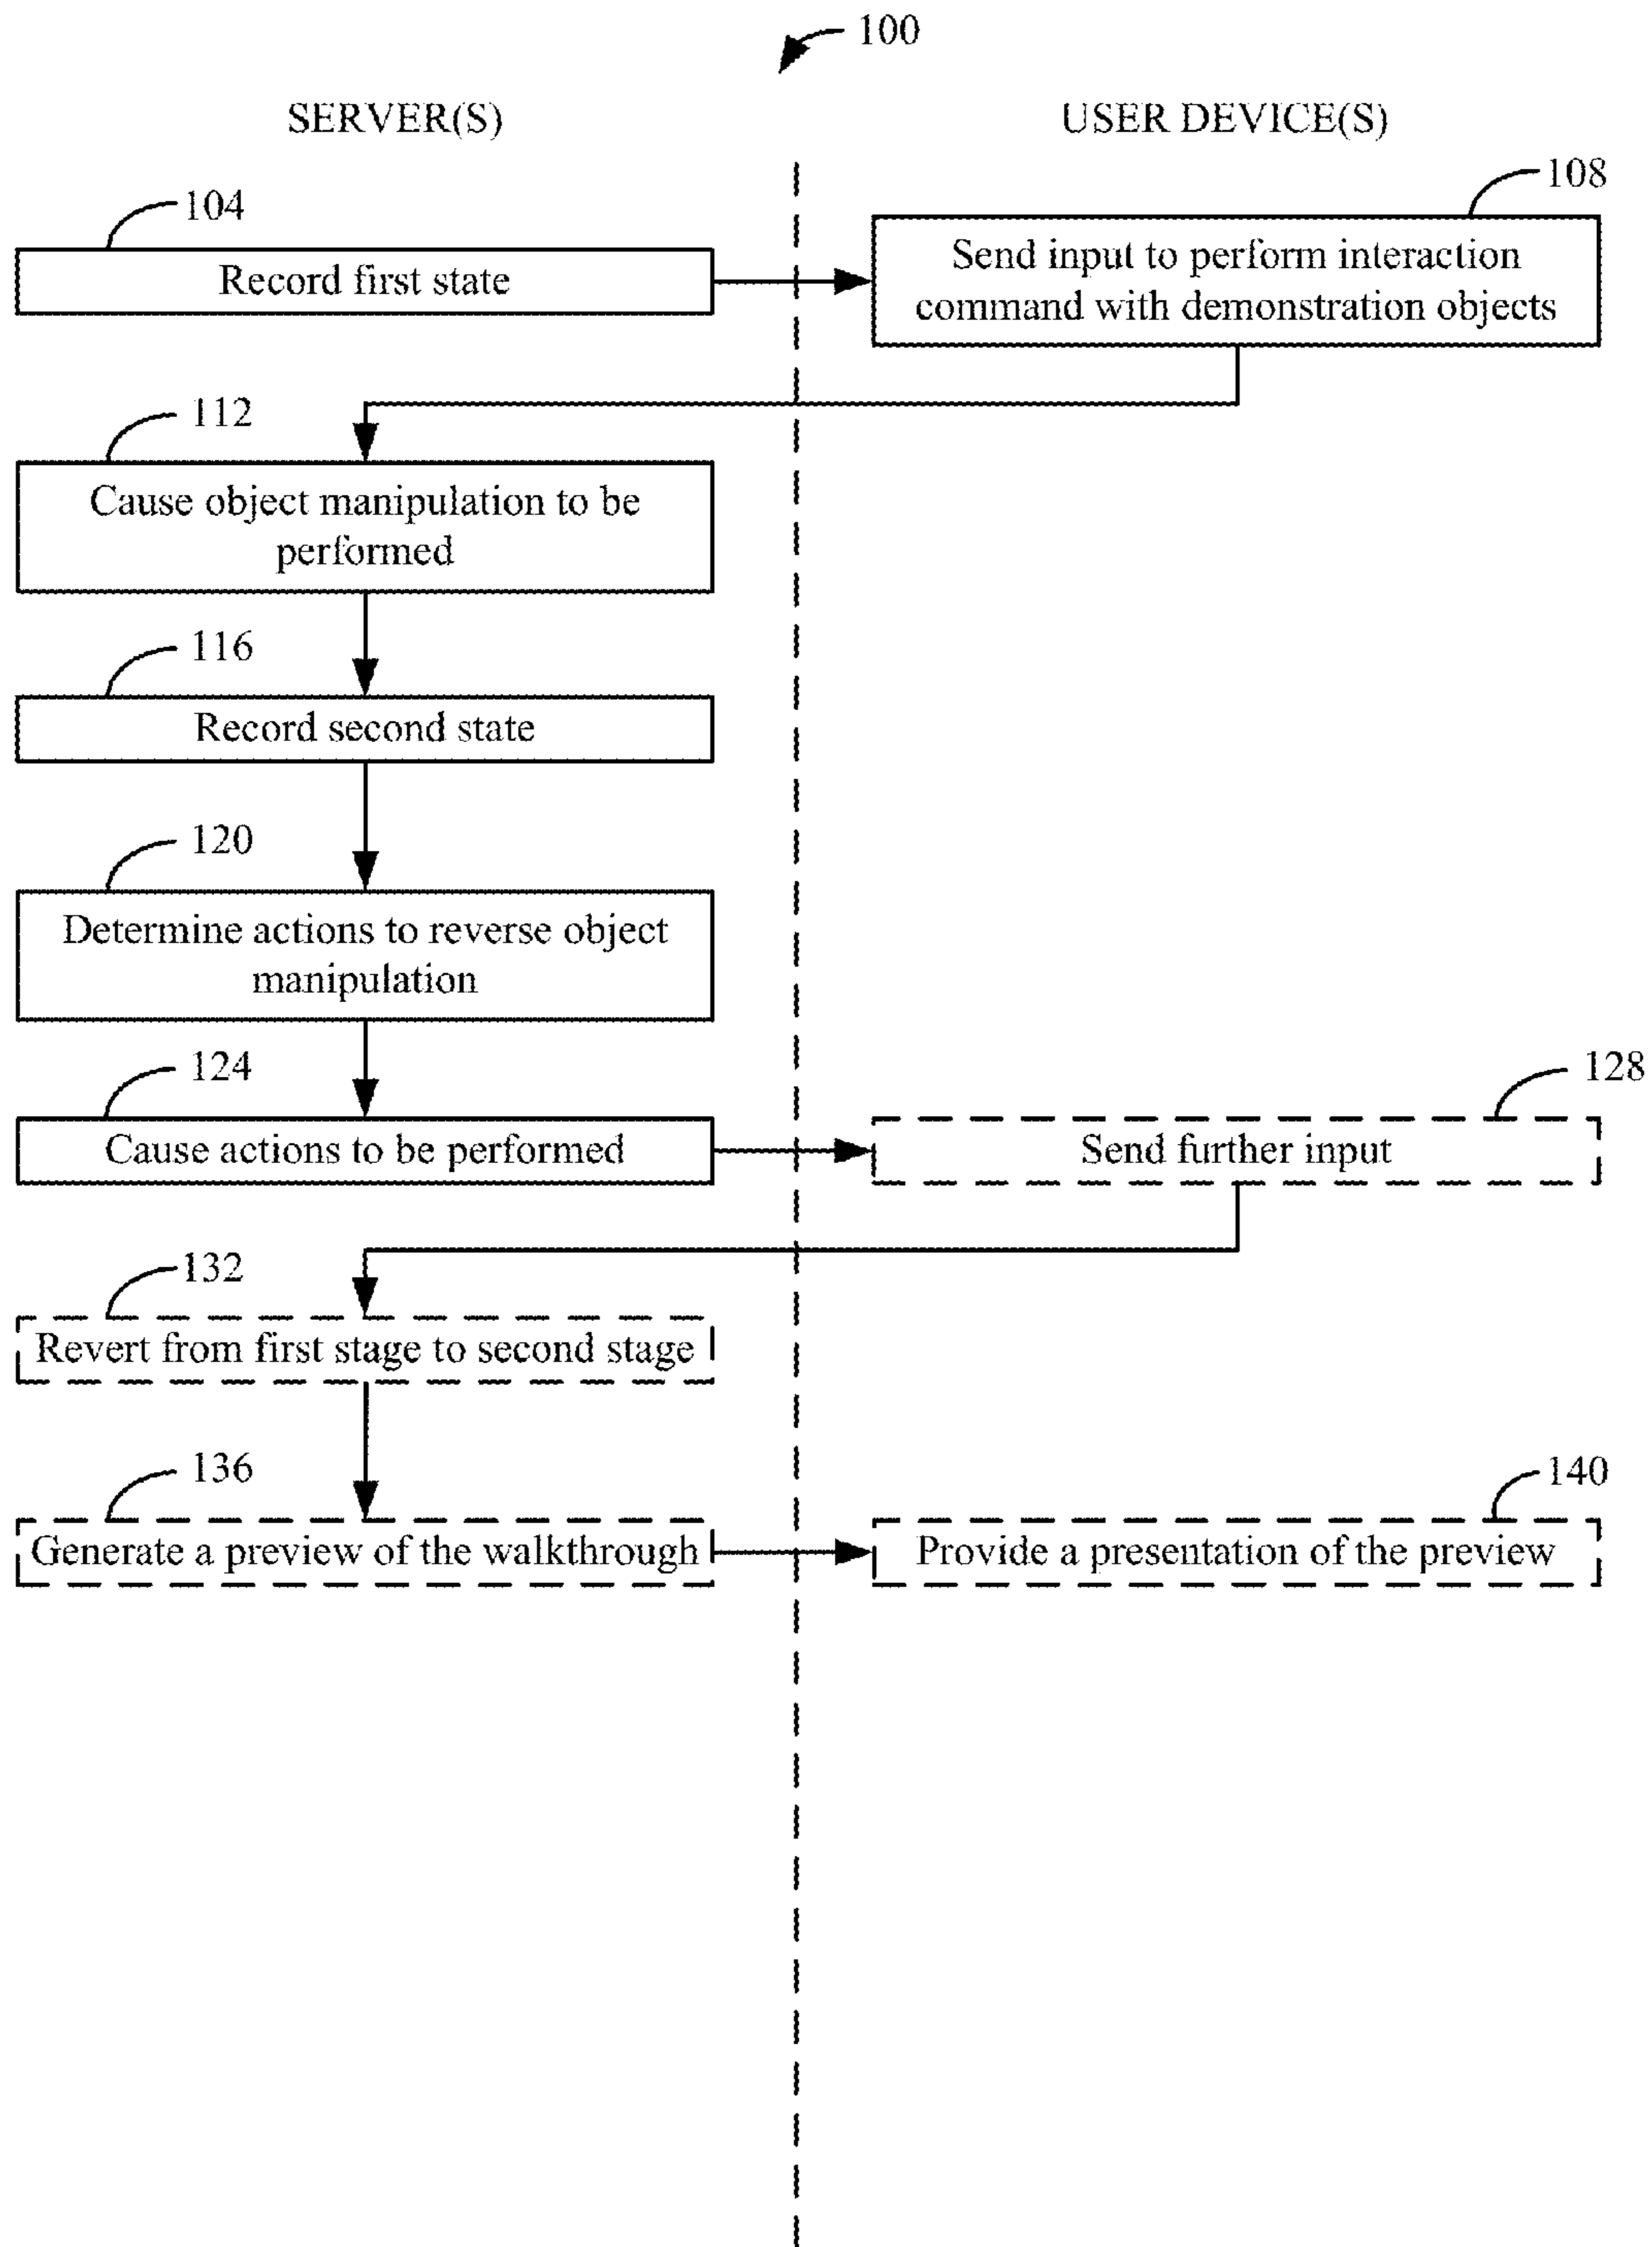 100
SERVER(S)
USER DEVICE(S)
104
Record first state
108
Send input to perform interaction
command with demonstration objects
112
Cause object manipulation to be
performed
116
Record second state
120
Determine actions to reverse object
manipulation
124
Cause actions to be performed
128
Send further input
132
Revert from first stage to second stage
136
Generate a preview of the walkthrough
140
Provide a presentation of the preview